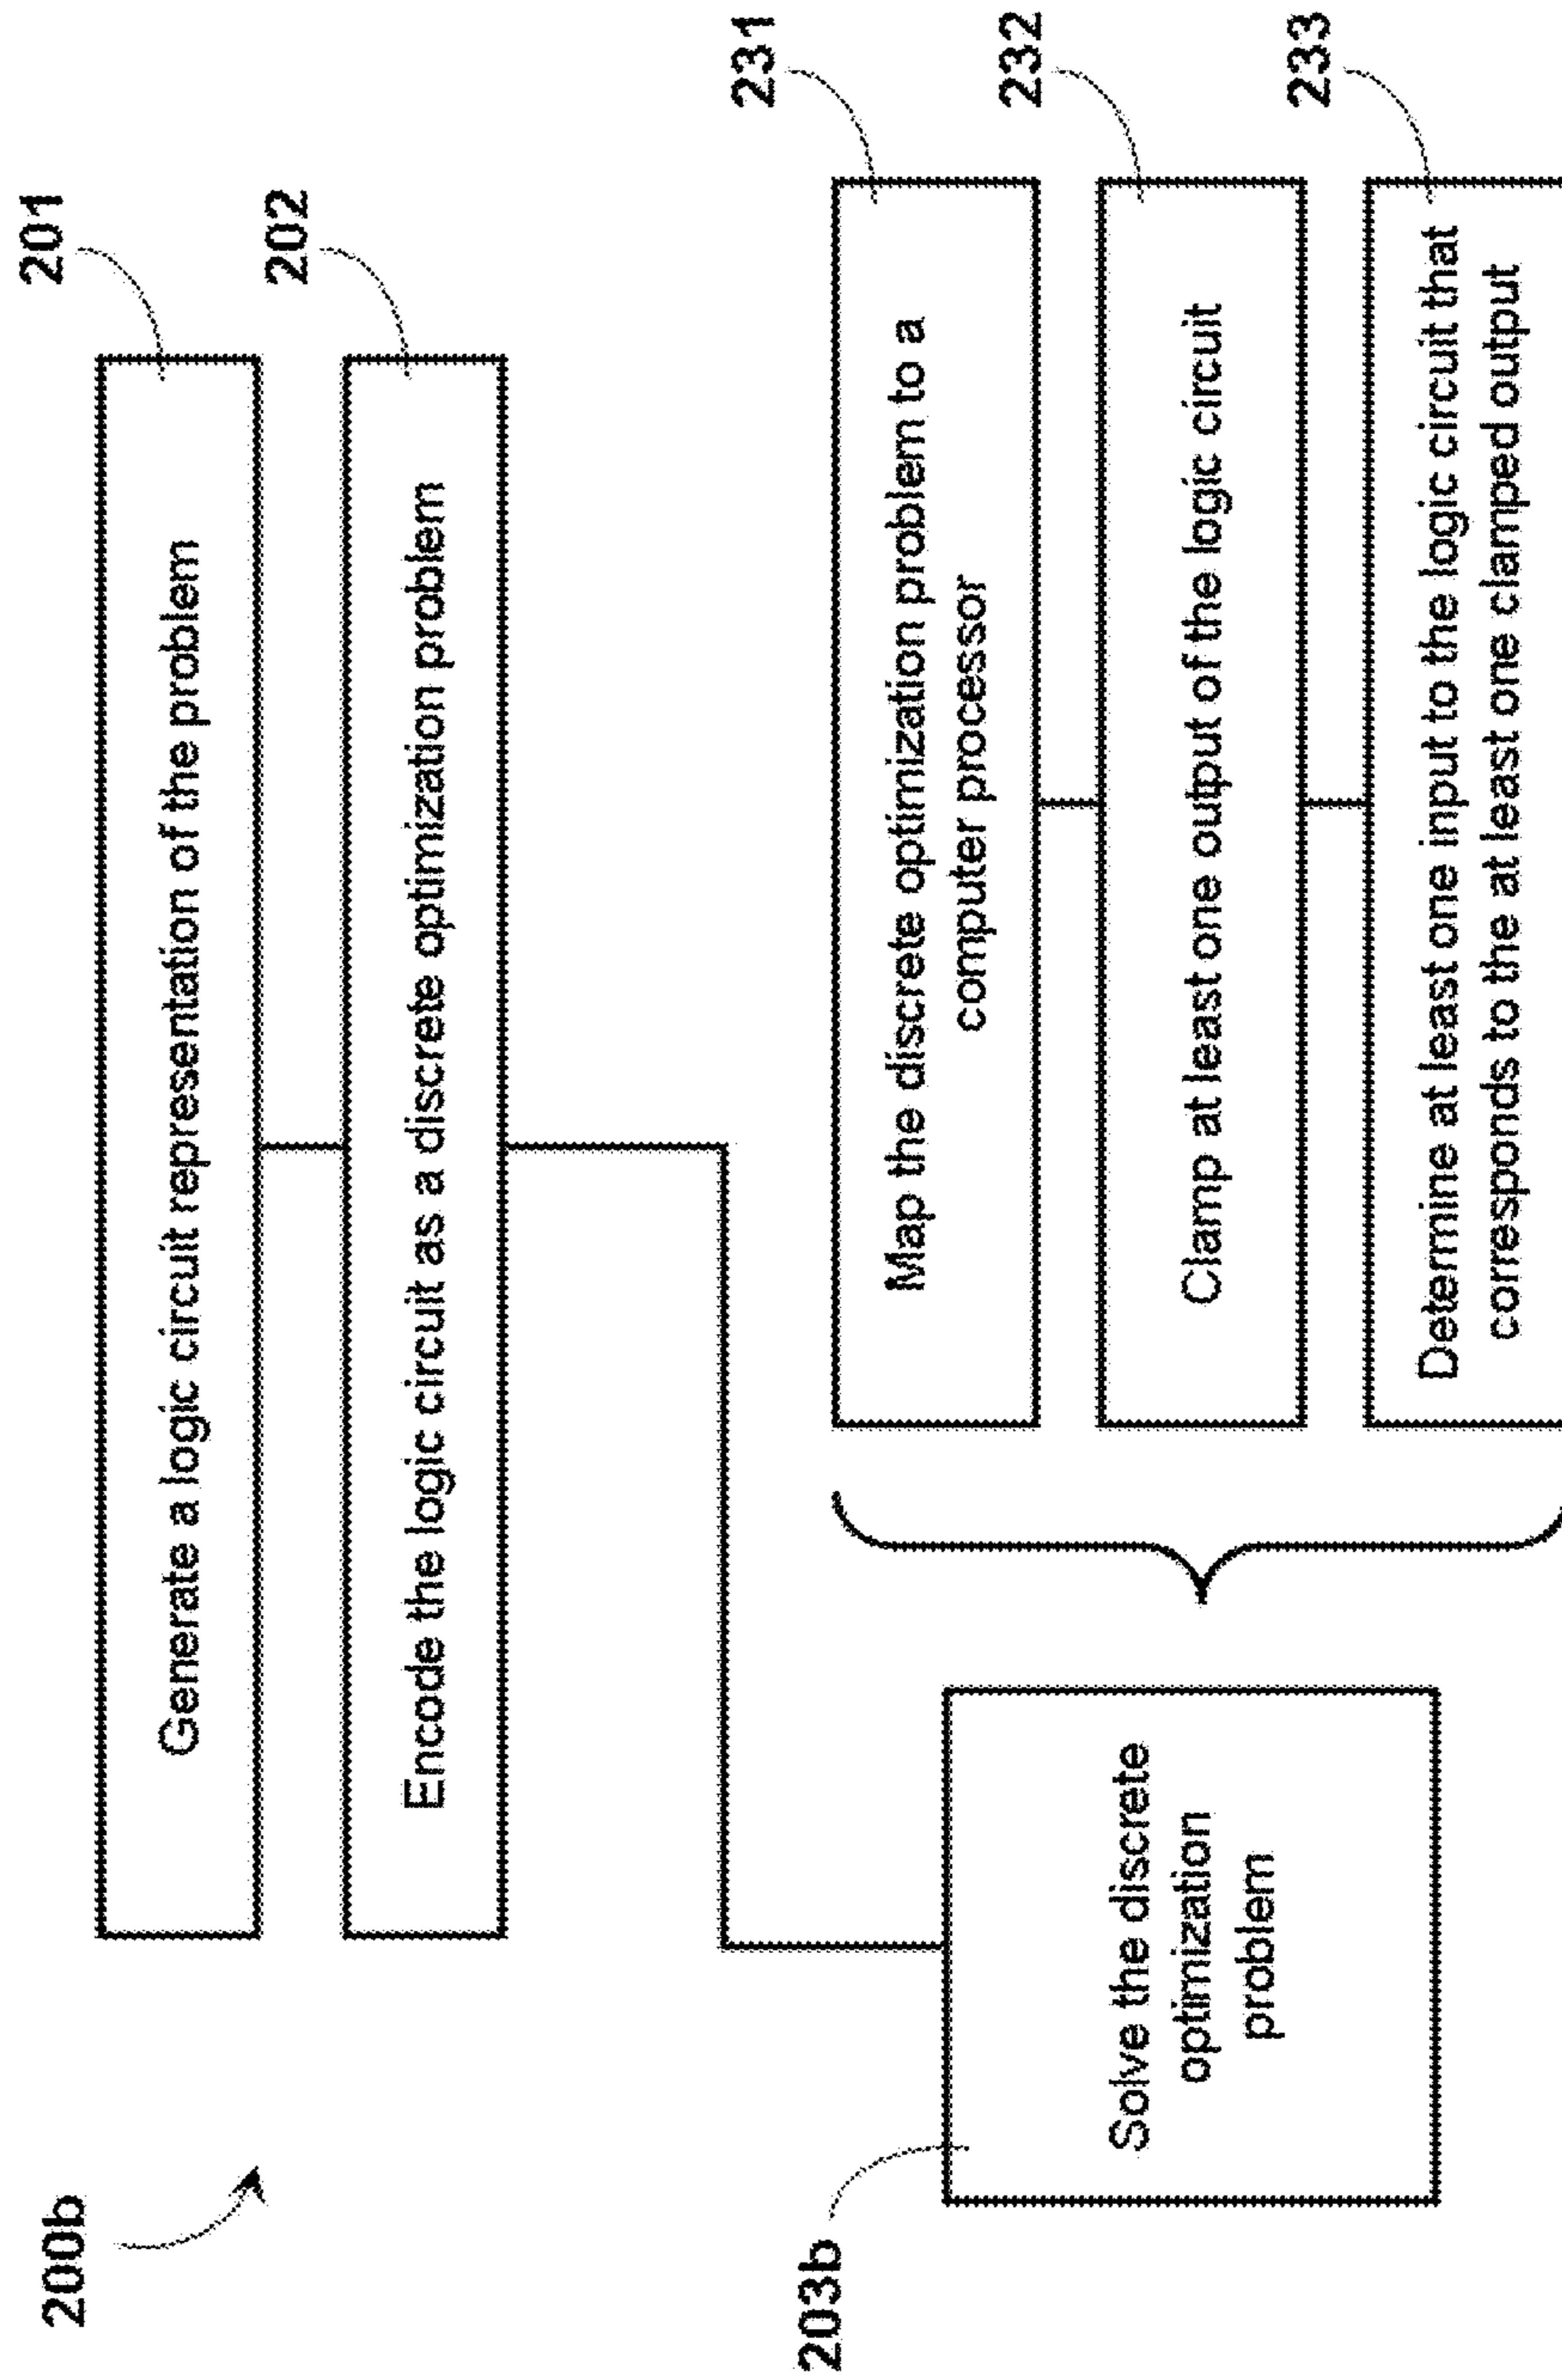 200b
201
Generate a logic circuit representation of the problem
202
Encode the logic circuit as a discrete optimization problem
203b
Solve the discrete
optimization
problem
231
Map the discrete optimization problem to a
computer processor
232
Clamp at least one output of the logic circuit
233
Determine at least one input to the logic circuit that
corresponds to the at least one clamped output